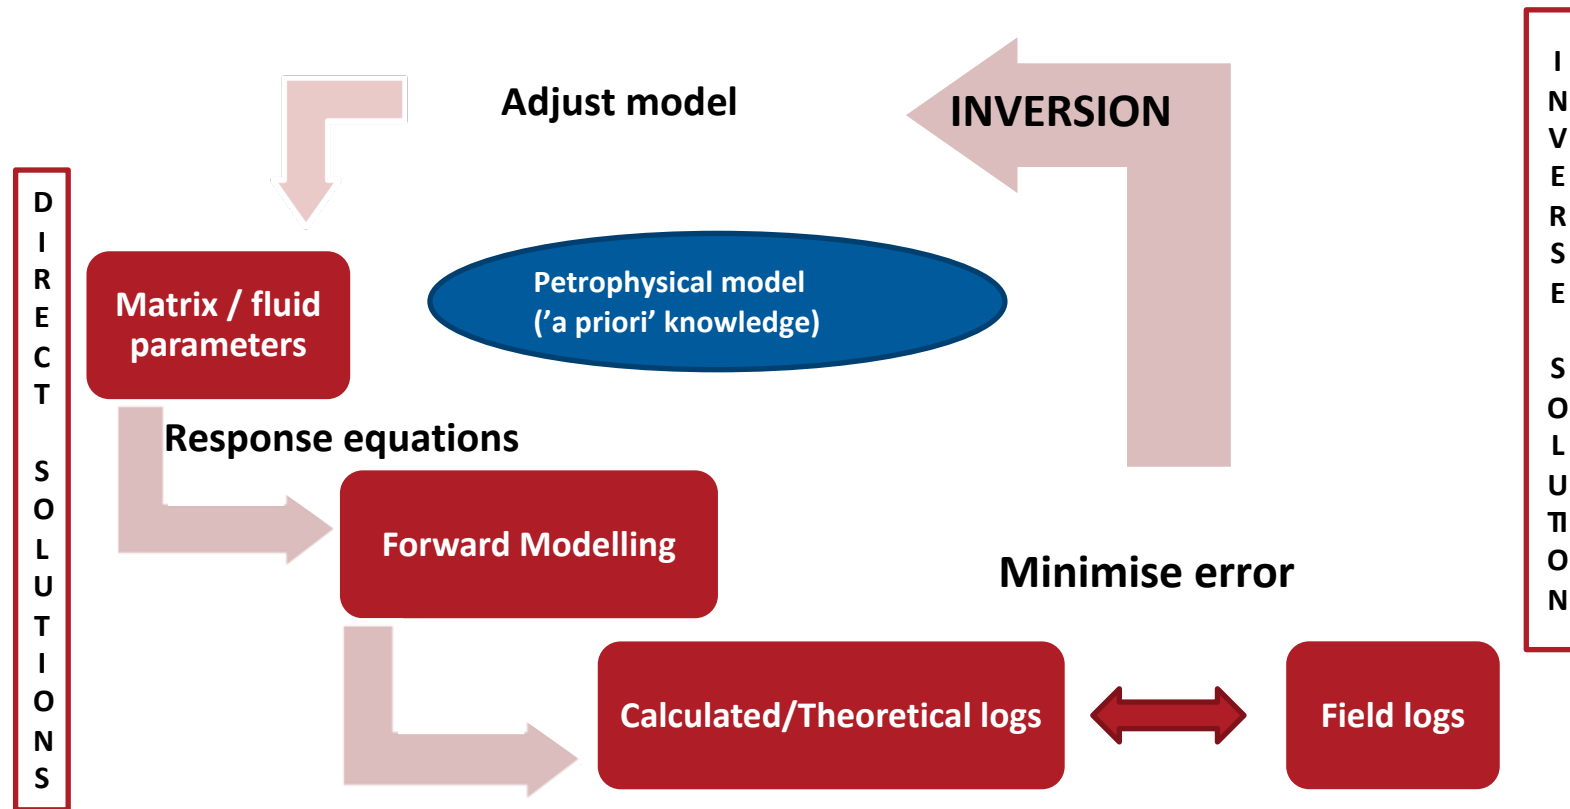 Adjust model
INVERSION
DIRECT SOLUTIONS
INVERSE SOLUTION
Petrophysical model
('a priori' knowledge)
Matrix / fluid
parameters
Response equations
Forward Modelling
Minimise error
Calculated/Theoretical logs
Field logs